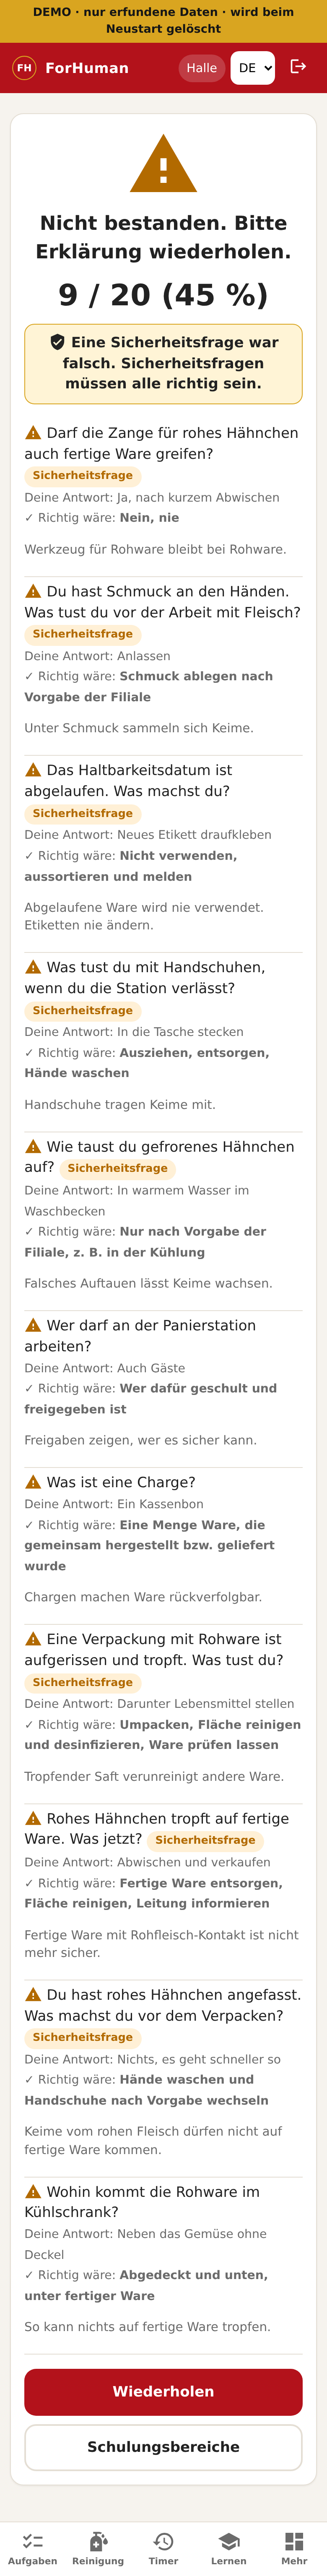 DEMO · nur erfundene Daten · wird beim
Neustart gelöscht
FH ForHuman Halle DE
Nicht bestanden. Bitte
Erklärung wiederholen.
9 / 20 (45 %)
Eine Sicherheitsfrage war
falsch. Sicherheitsfragen
müssen alle richtig sein.
Darf die Zange für rohes Hähnchen
auch fertige Ware greifen?
Sicherheitsfrage
Deine Antwort: Ja, nach kurzem Abwischen
✓ Richtig wäre: Nein, nie
Werkzeug für Rohware bleibt bei Rohware.
Du hast Schmuck an den Händen.
Was tust du vor der Arbeit mit Fleisch?
Sicherheitsfrage
Deine Antwort: Anlassen
✓ Richtig wäre: Schmuck ablegen nach
Vorgabe der Filiale
Unter Schmuck sammeln sich Keime.
Das Haltbarkeitsdatum ist
abgelaufen. Was machst du?
Sicherheitsfrage
Deine Antwort: Neues Etikett draufkleben
✓ Richtig wäre: Nicht verwenden,
aussortieren und melden
Abgelaufene Ware wird nie verwendet.
Etiketten nie ändern.
Was tust du mit Handschuhen,
wenn du die Station verlässt?
Sicherheitsfrage
Deine Antwort: In die Tasche stecken
✓ Richtig wäre: Ausziehen, entsorgen,
Hände waschen
Handschuhe tragen Keime mit.
Wie taust du gefrorenes Hähnchen
auf? Sicherheitsfrage
Deine Antwort: In warmem Wasser im
Waschbecken
✓ Richtig wäre: Nur nach Vorgabe der
Filiale, z. B. in der Kühlung
Falsches Auftauen lässt Keime wachsen.
Wer darf an der Panierstation
arbeiten?
Deine Antwort: Auch Gäste
✓ Richtig wäre: Wer dafür geschult und
freigegeben ist
Freigaben zeigen, wer es sicher kann.
Was ist eine Charge?
Deine Antwort: Ein Kassenbon
✓ Richtig wäre: Eine Menge Ware, die
gemeinsam hergestellt bzw. geliefert
wurde
Chargen machen Ware rückverfolgbar.
Eine Verpackung mit Rohware ist
aufgerissen und tropft. Was tust du?
Sicherheitsfrage
Deine Antwort: Darunter Lebensmittel stellen
✓ Richtig wäre: Umpacken, Fläche reinigen
und desinfizieren, Ware prüfen lassen
Tropfender Saft verunreinigt andere Ware.
Rohes Hähnchen tropft auf fertige
Ware. Was jetzt? Sicherheitsfrage
Deine Antwort: Abwischen und verkaufen
✓ Richtig wäre: Fertige Ware entsorgen,
Fläche reinigen, Leitung informieren
Fertige Ware mit Rohfleisch-Kontakt ist nicht
mehr sicher.
Du hast rohes Hähnchen angefasst.
Was machst du vor dem Verpacken?
Sicherheitsfrage
Deine Antwort: Nichts, es geht schneller so
✓ Richtig wäre: Hände waschen und
Handschuhe nach Vorgabe wechseln
Keime vom rohen Fleisch dürfen nicht auf
fertige Ware kommen.
Wohin kommt die Rohware im
Kühlschrank?
Deine Antwort: Neben das Gemüse ohne
Deckel
✓ Richtig wäre: Abgedeckt und unten,
unter fertiger Ware
So kann nichts auf fertige Ware tropfen.
Wiederholen
Schulungsbereiche
Aufgaben Reinigung Timer Lernen Mehr